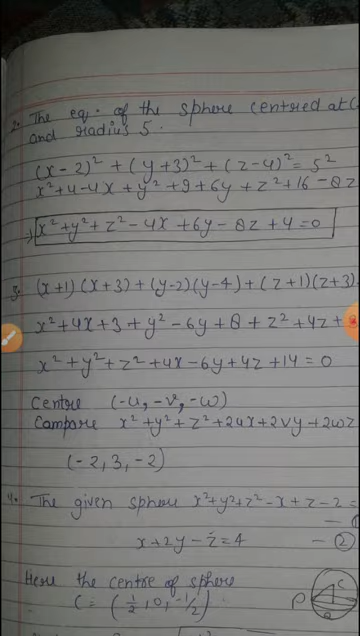 2. The eq. of the sphere centred at (
and radius 5.
(x-2)² + (y+3)² + (z-4)² = 5²
x²+4-4x+y²+9+6y+z²+16-8z
⇒ x²+y²+z²-4x+6y-8z+4=0
3. (x+1)(x+3)+(y-2)(y-4)+(z+1)(z+3)
x²+4x+3+y²-6y+8+z²+4z+3
x²+y²+z²+4x-6y+4z+14=0
Centre (-u,-v,-w)
Compare x²+y²+z²+2ux+2vy+2wz
(-2, 3, -2)
4. The given sphere x²+y²+z²-x+z-2=
- ①
x+2y-z=4 - ②
Here the centre of sphere
C = (½, 0, -½)
P
C